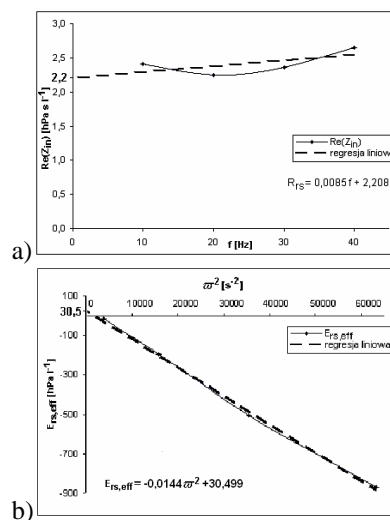 3,0
2,5
2,2
2,0
1,5
1,0
0,5
0,0
Re(Z_in) [hPa s l⁻¹]
0
10
20
30
40
f [Hz]
Re(Z_in)
regresja liniowa
R_rs = 0,0085 f + 2,208
a)
ϖ² [s⁻²]
0
10000
20000
30000
40000
50000
60000
100
30,5
-100
-300
-500
-700
-900
E_rs,eff [hPa l⁻¹]
E_rs,eff
regresja liniowa
E_rs,eff = -0,0144 ϖ² +30,499
b)